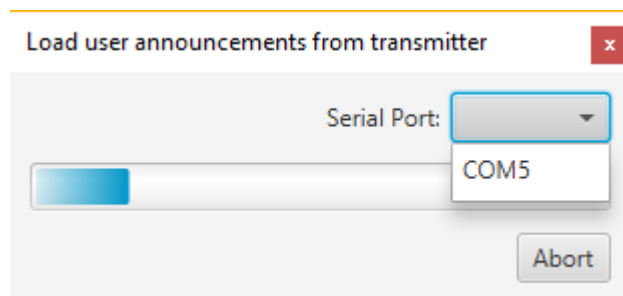 Load user announcements from transmitter
x
Serial Port:
COM5
Abort